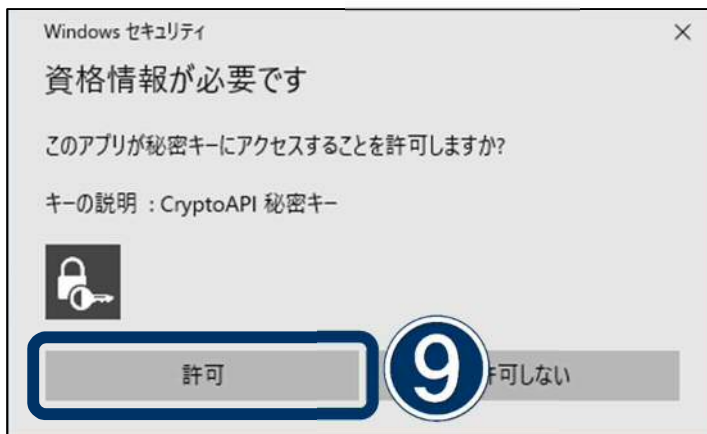 Windows セキュリティ
資格情報が必要です
このアプリが秘密キーにアクセスすることを許可しますか?
キーの説明 : CryptoAPI 秘密キー
許可
9
可しない